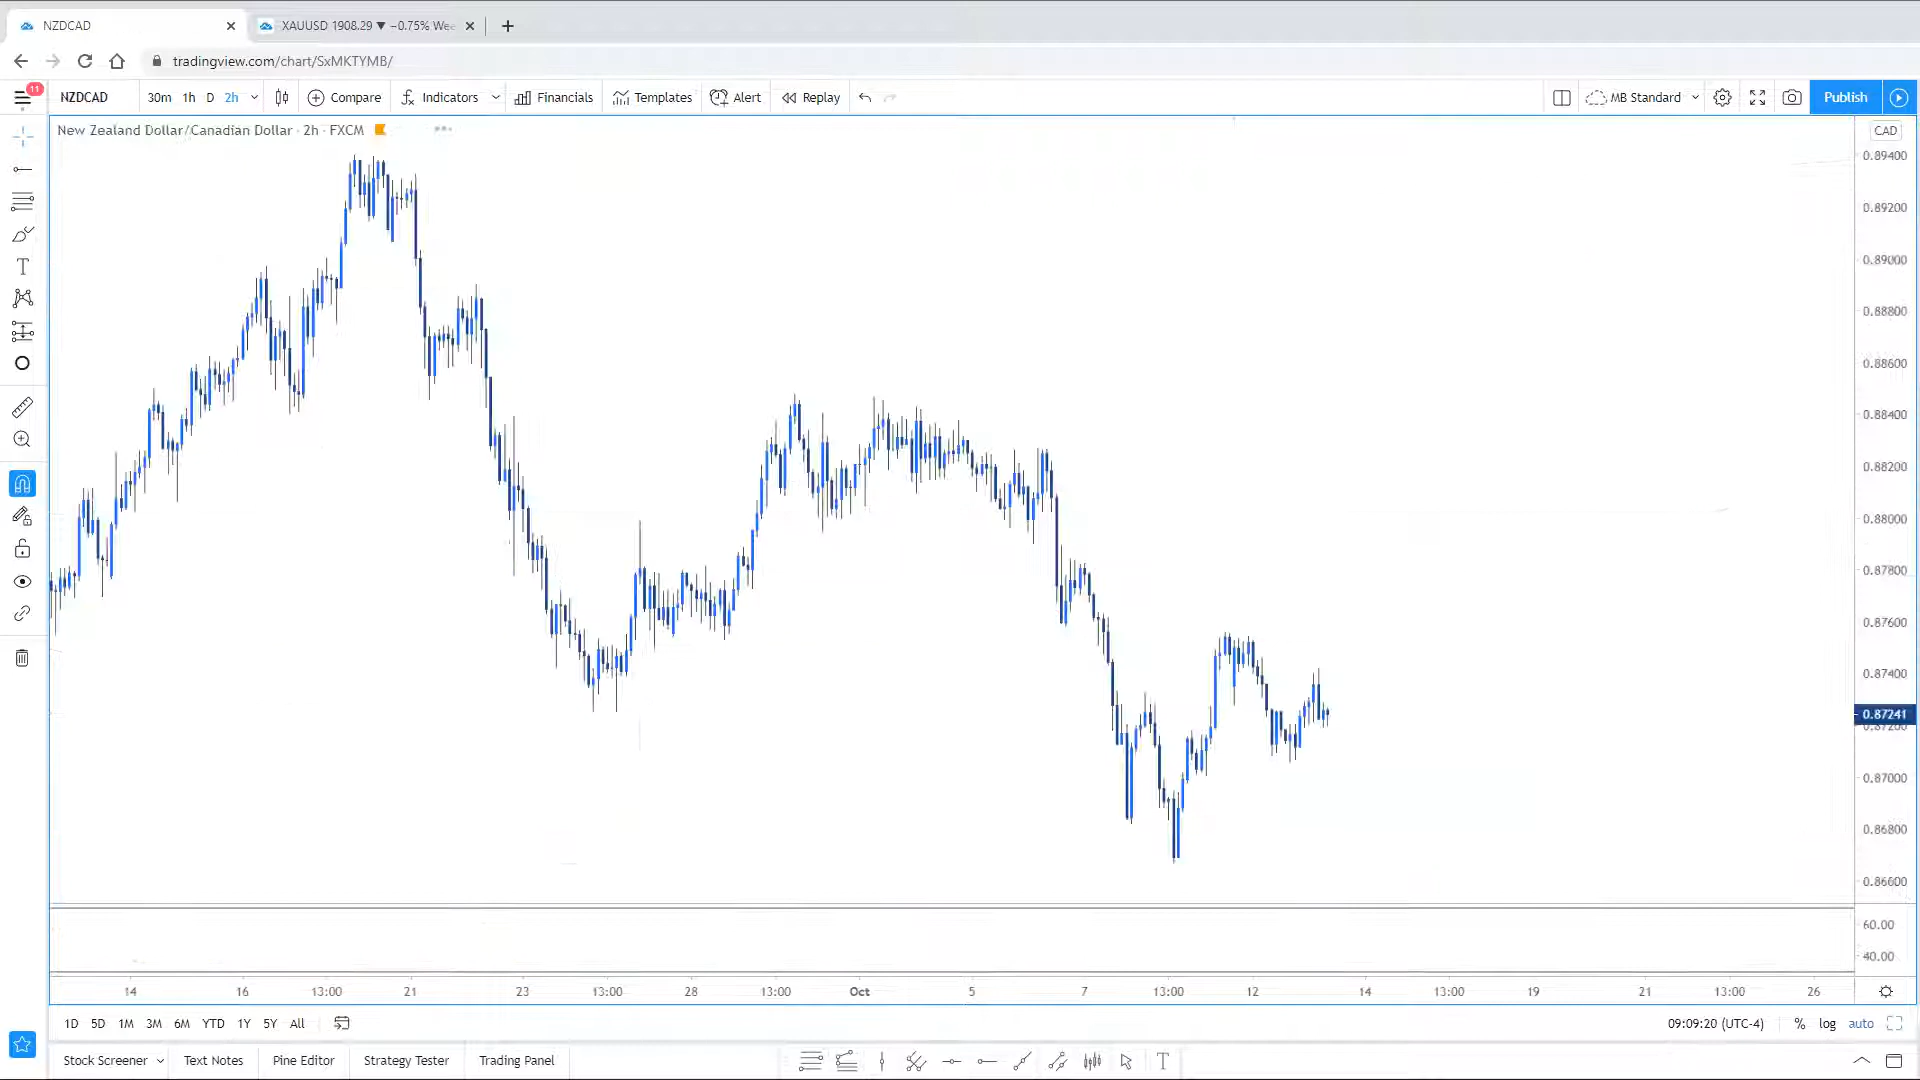 NZDCAD
XAUUSD 1908.29 ▼ −0.75% Wee
tradingview.com/chart/SxMKTYMB/
11
NZDCAD 30m 1h D 2h Compare Indicators Financials Templates Alert Replay MB Standard Publish
New Zealand Dollar/Canadian Dollar · 2h · FXCM
CAD
0.89400
0.89200
0.89000
0.88800
0.88600
0.88400
0.88200
0.88000
0.87800
0.87600
0.87400
0.87241
0.87200
0.87000
0.86800
0.86600
60.00
40.00
14 16 13:00 21 23 13:00 28 13:00 Oct 5 7 13:00 12 14 13:00 19 21 13:00 26
1D 5D 1M 3M 6M YTD 1Y 5Y All 09:09:20 (UTC-4) % log auto
Stock Screener Text Notes Pine Editor Strategy Tester Trading Panel